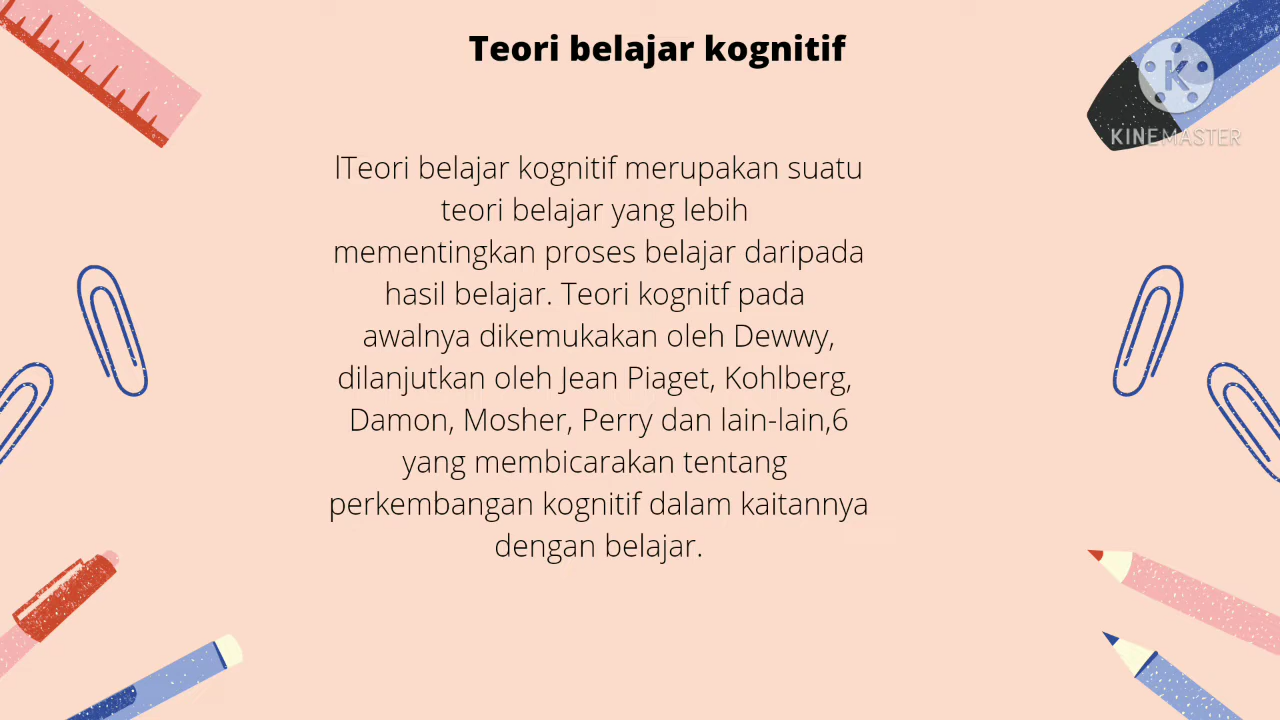 Teori belajar kognitif
KINEMASTER
lTeori belajar kognitif merupakan suatu
teori belajar yang lebih
mementingkan proses belajar daripada
hasil belajar. Teori kognitf pada
awalnya dikemukakan oleh Dewwy,
dilanjutkan oleh Jean Piaget, Kohlberg,
Damon, Mosher, Perry dan lain-lain,6
yang membicarakan tentang
perkembangan kognitif dalam kaitannya
dengan belajar.